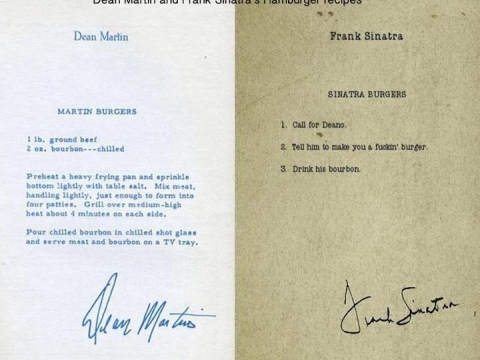 Dean Martin and Frank Sinatra's Hamburger recipes
Dean Martin
MARTIN BURGERS
1 lb. ground beef
2 oz. bourbon---chilled
Preheat a heavy frying pan and sprinkle
bottom lightly with table salt. Mix meat,
handling lightly, just enough to form into
four patties. Grill over medium-high
heat about 4 minutes on each side.
Pour chilled bourbon in chilled shot glass
and serve meat and bourbon on a TV tray.
Dean Martin
Frank Sinatra
SINATRA BURGERS
1. Call for Deano.
2. Tell him to make you a fuckin' burger.
3. Drink his bourbon.
Frank Sinatra